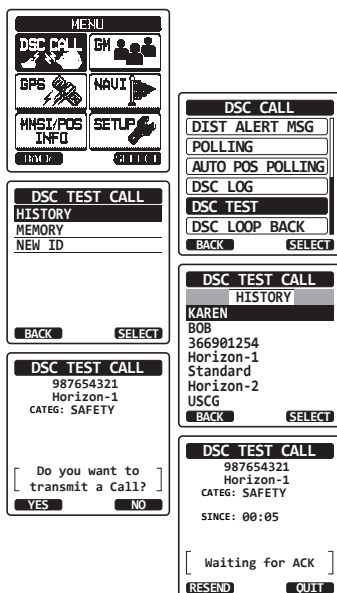 MENU
DSC CALL GM
GPS NAVI
MMSI/POS INFO SETUP
BACK SELECT
DSC CALL
DIST ALERT MSG
POLLING
AUTO POS POLLING
DSC LOG
DSC TEST
DSC LOOP BACK
BACK SELECT
DSC TEST CALL
HISTORY
MEMORY
NEW ID
BACK SELECT
DSC TEST CALL
HISTORY
KAREN
BOB
366901254
Horizon-1
Standard
Horizon-2
USCG
BACK SELECT
DSC TEST CALL
987654321
Horizon-1
CATEG: SAFETY
Do you want to
transmit a Call?
YES NO
DSC TEST CALL
987654321
Horizon-1
CATEG: SAFETY
SINCE: 00:05
Waiting for ACK
RESEND QUIT